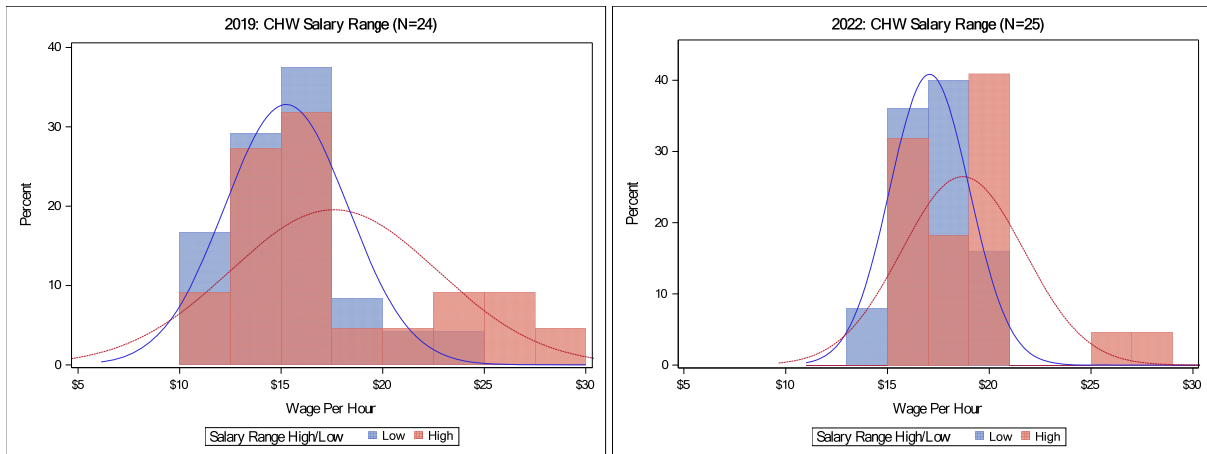 2019: CHW Salary Range (N=24)
40
30
20
10
0
Percent
$5 $10 $15 $20 $25 $30
Wage Per Hour
Salary Range High/Low Low High
2022: CHW Salary Range (N=25)
40
30
20
10
0
Percent
$5 $10 $15 $20 $25 $30
Wage Per Hour
Salary Range High/Low Low High